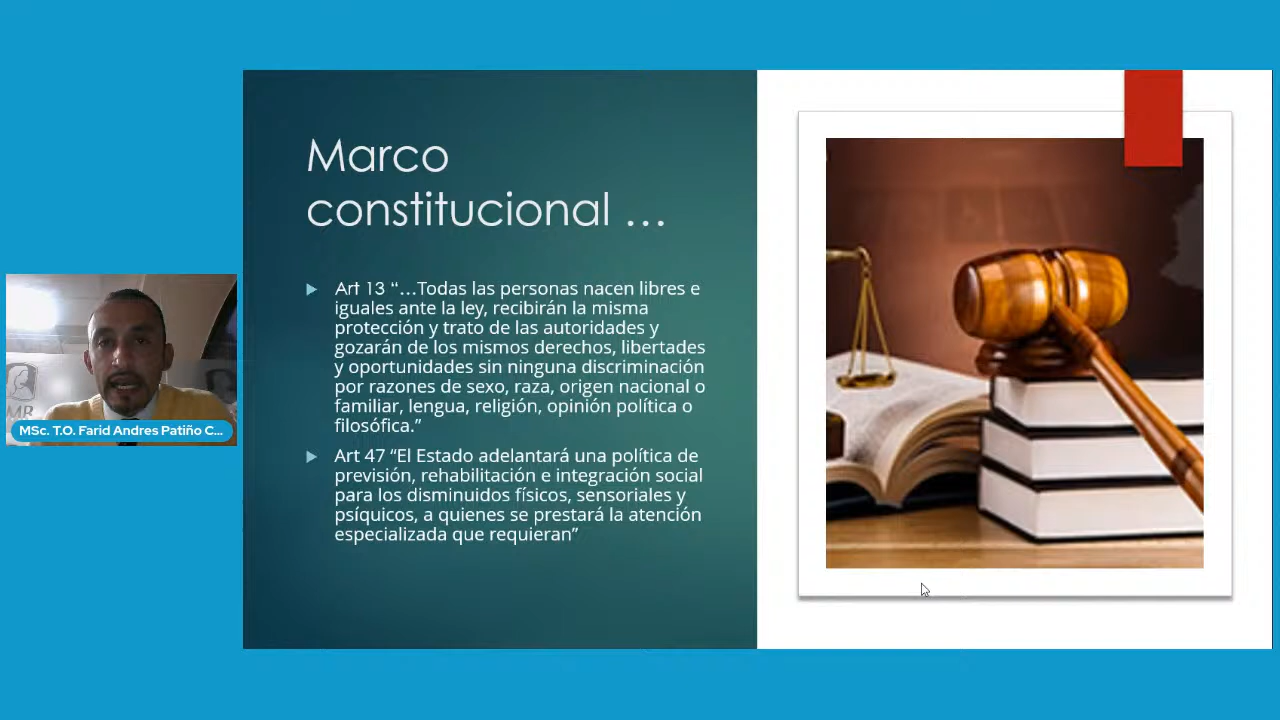 Marco
constitucional …
Art 13 “…Todas las personas nacen libres e
iguales ante la ley, recibirán la misma
protección y trato de las autoridades y
gozarán de los mismos derechos, libertades
y oportunidades sin ninguna discriminación
por razones de sexo, raza, origen nacional o
familiar, lengua, religión, opinión política o
filosófica.”
Art 47 “El Estado adelantará una política de
previsión, rehabilitación e integración social
para los disminuidos físicos, sensoriales y
psíquicos, a quienes se prestará la atención
especializada que requieran”
MSc. T.O. Farid Andres Patiño C...